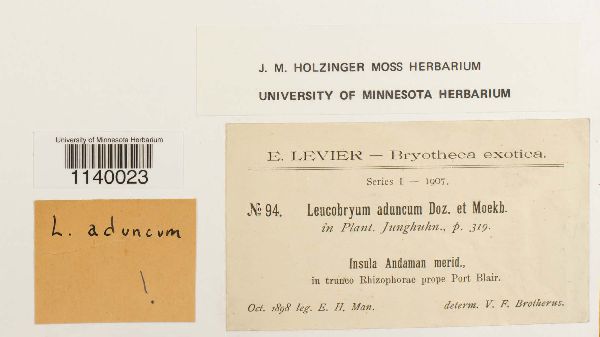 J. M. HOLZINGER MOSS HERBARIUM
UNIVERSITY OF MINNESOTA HERBARIUM
University of Minnesota Herbarium
1140023
L. aduncum
!
E. LEVIER — Bryotheca exotica.
Series I — 1907.
№ 94. Leucobryum aduncum Doz. et Moekb.
in Plant. Junghuhn., p. 319.
Insula Andaman merid.,
in trunco Rhizophorae prope Port Blair.
Oct. 1898 leg. E. H. Man. determ. V. F. Brotherus.